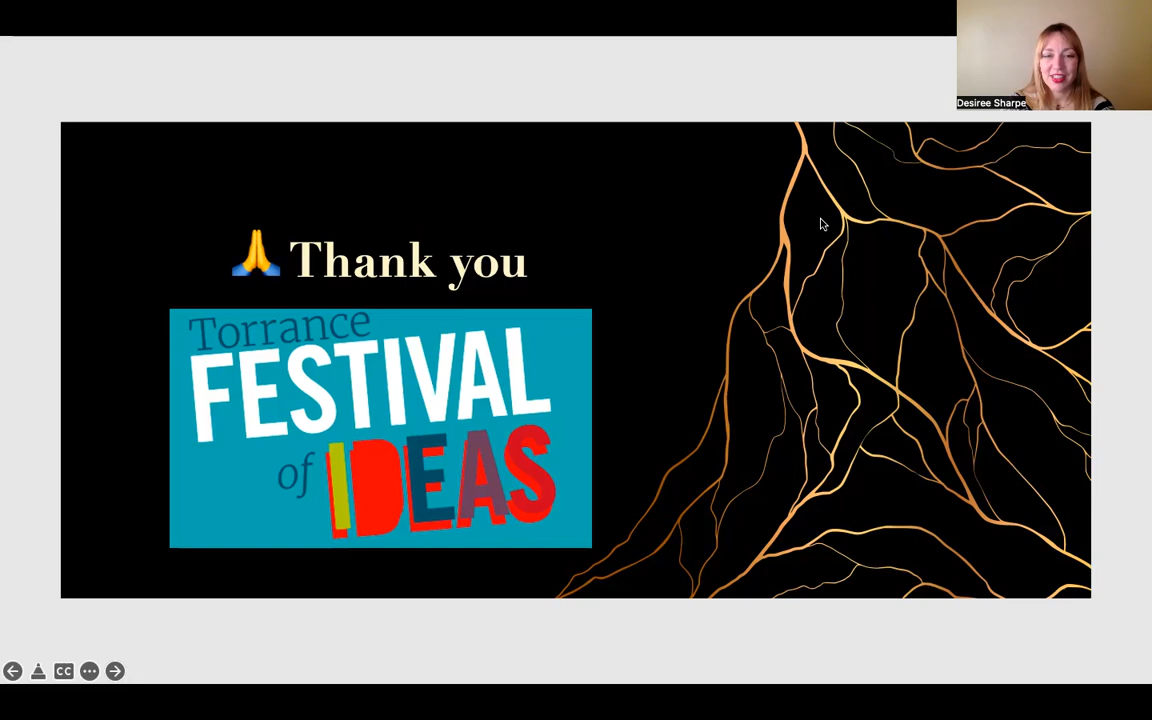 Desiree Sharpe
🙏 Thank you
Torrance
FESTIVAL
of IDEAS
CC